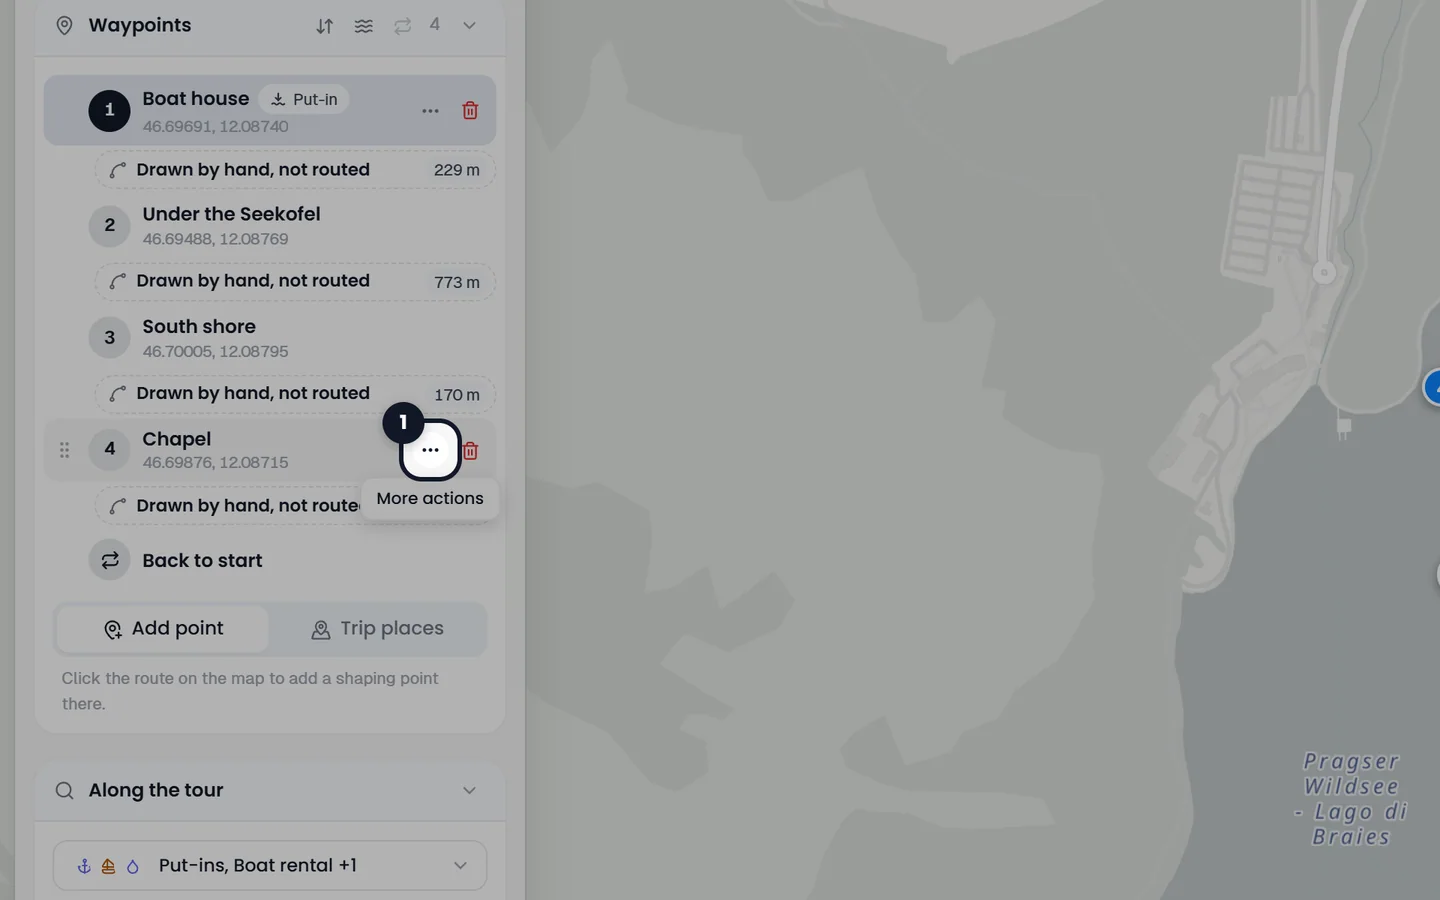 Waypoints
4
1
Boat house
Put-in
46.69691, 12.08740
Drawn by hand, not routed
229 m
2
Under the Seekofel
46.69488, 12.08769
Drawn by hand, not routed
773 m
3
South shore
46.70005, 12.08795
Drawn by hand, not routed
170 m
1
4
Chapel
46.69876, 12.08715
More actions
Drawn by hand, not route
Back to start
Add point
Trip places
Click the route on the map to add a shaping point
there.
Along the tour
Put-ins, Boat rental +1
Pragser
Wildsee
- Lago di
Braies